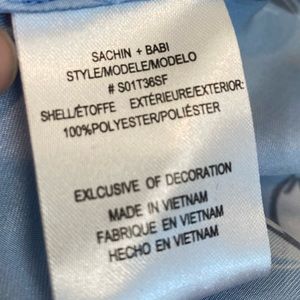 SACHIN + BABI
STYLE/MODELE/MODELO
# S01T36SF
SHELL/ÉTOFFE EXTÉRIEURE/EXTERIOR:
100%POLYESTER/POLIÉSTER
EXLCUSIVE OF DECORATION
MADE IN VIETNAM
FABRIQUE EN VIETNAM
HECHO EN VIETNAM